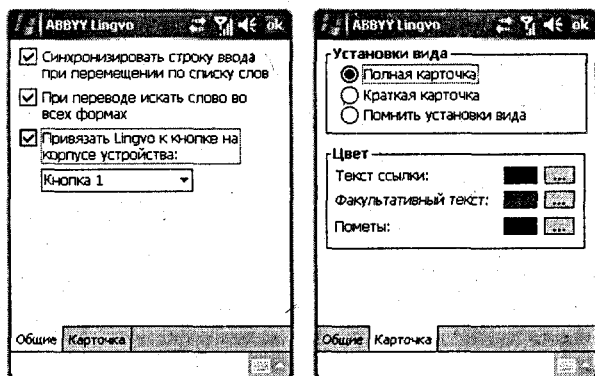 ABBYY Lingvo
ok
Синхронизировать строку ввода
при перемещении по списку слов
При переводе искать слово во
всех формах
Привязать Lingvo к кнопке на
корпусе устройства:
Кнопка 1
Общие
Карточка
ABBYY Lingvo
ok
Установки вида
Полная карточка
Краткая карточка
Помнить установки вида
Цвет
Текст ссылки:
...
Факультативный текст:
...
Пометы:
...
Общие
Карточка